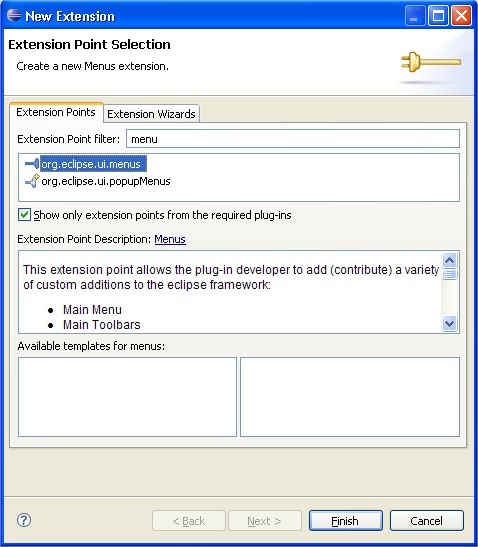 New Extension
Extension Point Selection
Create a new Menus extension.
Extension Points
Extension Wizards
Extension Point filter: menu
org.eclipse.ui.menus
org.eclipse.ui.popupMenus
Show only extension points from the required plug-ins
Extension Point Description: Menus
This extension point allows the plug-in developer to add (contribute) a variety
of custom additions to the eclipse framework:
• Main Menu
• Main Toolbars
Available templates for menus:
?
< Back
Next >
Finish
Cancel